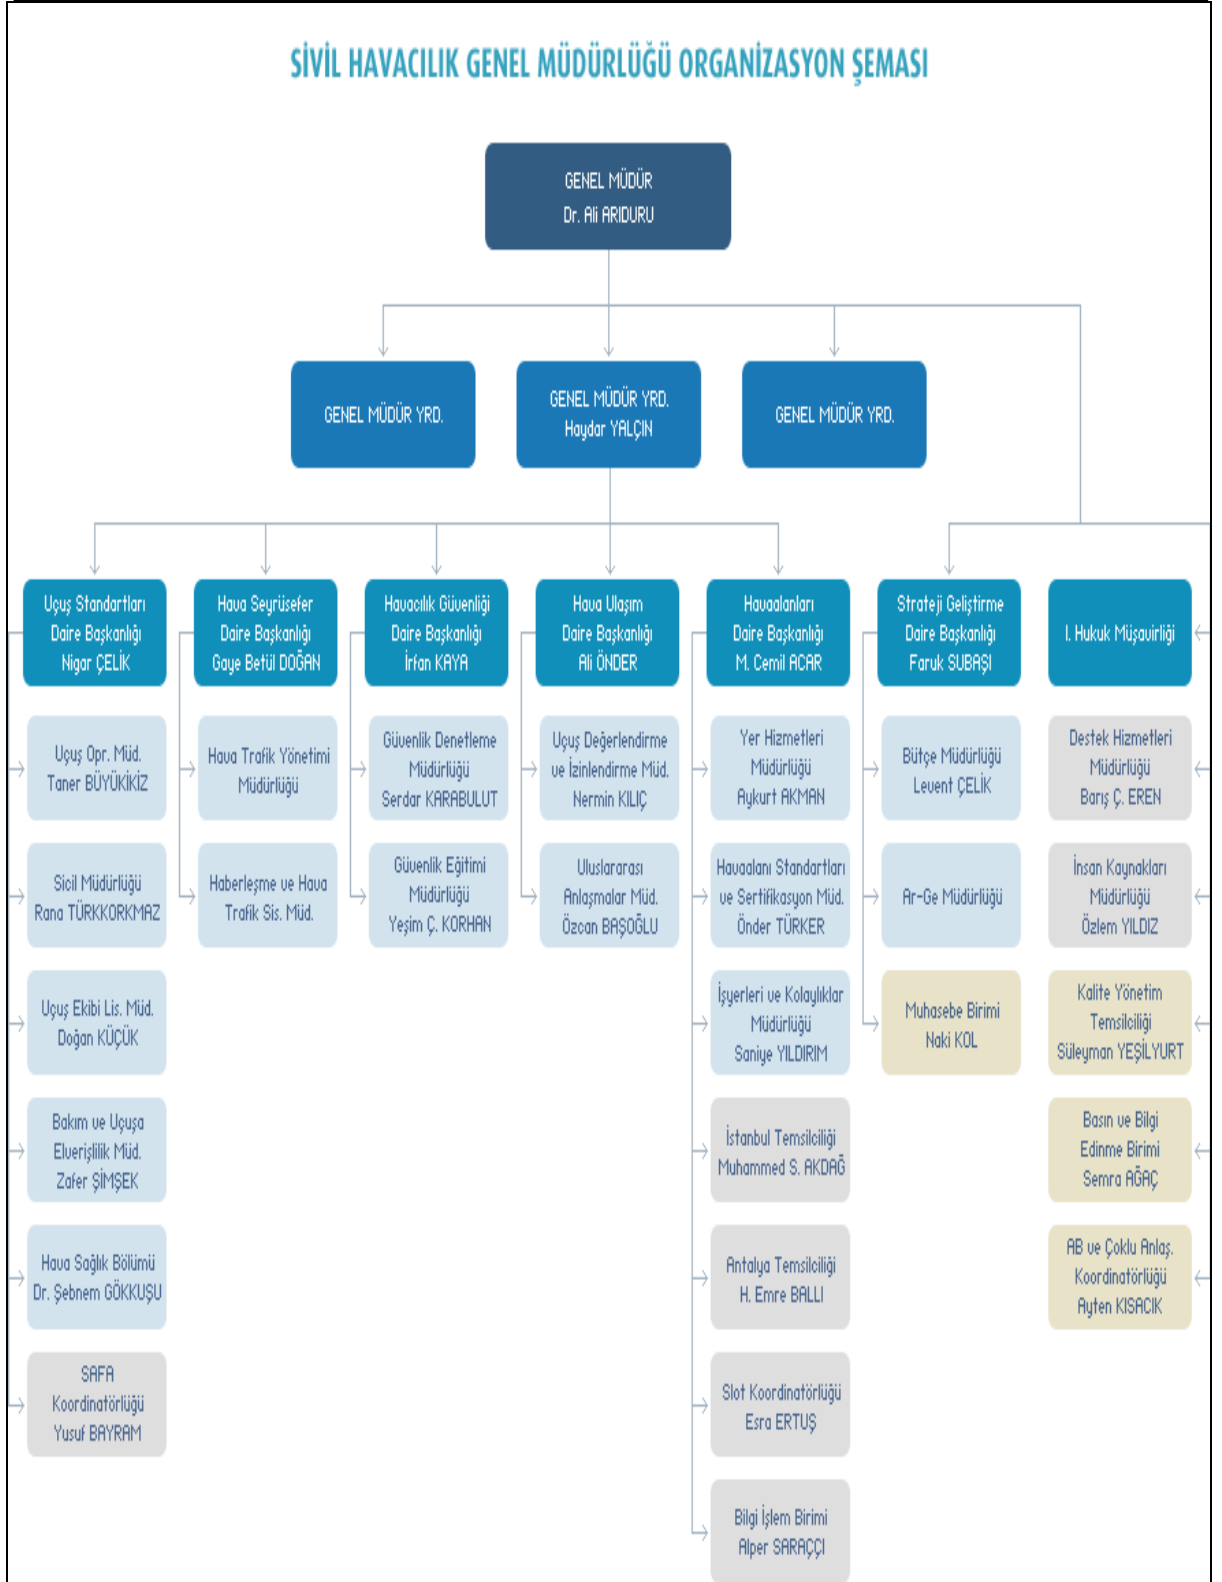 SİVİL HAVACILIK GENEL MÜDÜRLÜĞÜ ORGANİZASYON ŞEMASI
GENEL MÜDÜR
Dr. Ali ARIDURU
GENEL MÜDÜR YRD.
GENEL MÜDÜR YRD.
Haydar YALÇIN
GENEL MÜDÜR YRD.
Uçuş Standartları
Daire Başkanlığı
Nigar ÇELİK
Hava Seyrüsefer
Daire Başkanlığı
Gaye Betül DOĞAN
Havacılık Güvenliği
Daire Başkanlığı
İrfan KAYA
Hava Ulaşım
Daire Başkanlığı
Ali ÖNDER
Havaalanları
Daire Başkanlığı
M. Cemil ACAR
Strateji Geliştirme
Daire Başkanlığı
Faruk SUBAŞI
I. Hukuk Müşavirliği
Uçuş Opr. Müd.
Taner BÜYÜKİKİZ
Hava Trafik Yönetimi
Müdürlüğü
Güvenlik Denetleme
Müdürlüğü
Serdar KARABULUT
Uçuş Değerlendirme
ve İzinlendirme Müd.
Nermin KILIÇ
Yer Hizmetleri
Müdürlüğü
Aykurt AKMAN
Bütçe Müdürlüğü
Levent ÇELİK
Destek Hizmetleri
Müdürlüğü
Barış Ç. EREN
Sicil Müdürlüğü
Rana TÜRKKORKMAZ
Haberleşme ve Hava
Trafik Sis. Müd.
Güvenlik Eğitimi
Müdürlüğü
Yeşim Ç. KORHAN
Uluslararası
Anlaşmalar Müd.
Özcan BAŞOĞLU
Havaalanı Standartları
ve Sertifikasyon Müd.
Önder TÜRKER
Ar-Ge Müdürlüğü
İnsan Kaynakları
Müdürlüğü
Özlem YILDIZ
Uçuş Ekibi Lis. Müd.
Doğan KÜÇÜK
İşyerleri ve Kolaylıklar
Müdürlüğü
Saniye YILDIRIM
Muhasebe Birimi
Naki KOL
Kalite Yönetim
Temsilciliği
Süleyman YEŞİLYURT
Bakım ve Uçuşa
Elverişlilik Müd.
Zafer ŞİMŞEK
İstanbul Temsilciliği
Muhammed S. AKDAĞ
Basın ve Bilgi
Edinme Birimi
Semra AĞAÇ
Hava Sağlık Bölümü
Dr. Şebnem GÖKKUŞU
Antalya Temsilciliği
H. Emre BALLI
AB ve Çoklu Anlaş.
Koordinatörlüğü
Ayten KISACIK
SAFA
Koordinatörlüğü
Yusuf BAYRAM
Slot Koordinatörlüğü
Esra ERTUŞ
Bilgi İşlem Birimi
Alper SARAÇÇI